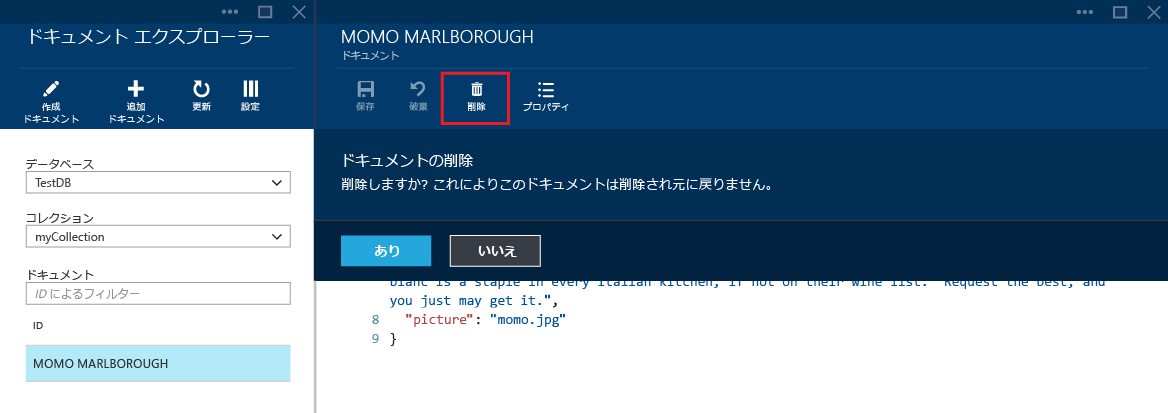 ドキュメント エクスプローラー
作成
ドキュメント
追加
ドキュメント
更新
設定
データベース
TestDB
コレクション
myCollection
ドキュメント
ID によるフィルター
ID
MOMO MARLBOROUGH
MOMO MARLBOROUGH
ドキュメント
保存
破棄
削除
プロパティ
ドキュメントの削除
削除しますか? これによりこのドキュメントは削除され元に戻りません。
あり
いいえ
blanc is a staple in every Italian kitchen, if not on their wine list.  Request the best, and
you just may get it.",
8 "picture": "momo.jpg"
9 }